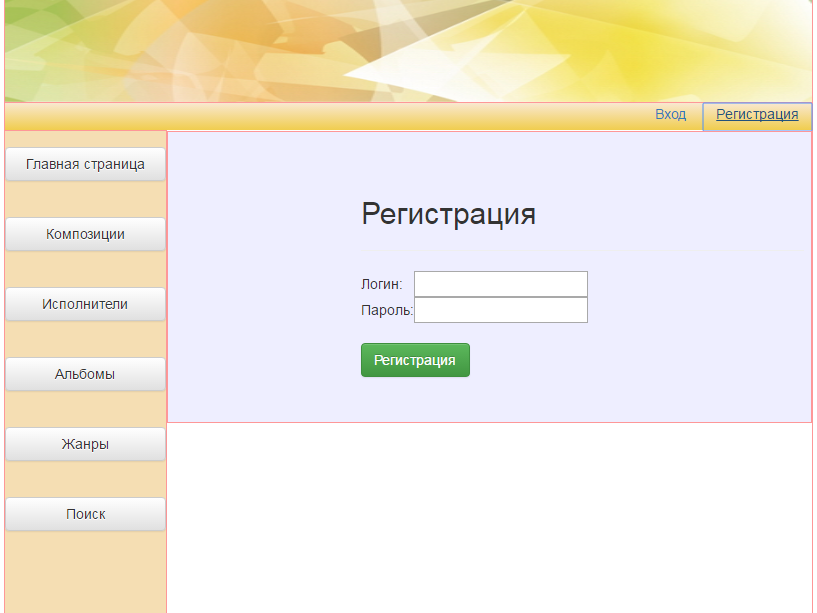 Вход Регистрация
Главная страница
Композиции
Исполнители
Альбомы
Жанры
Поиск
Регистрация
Логин:
Пароль:
Регистрация